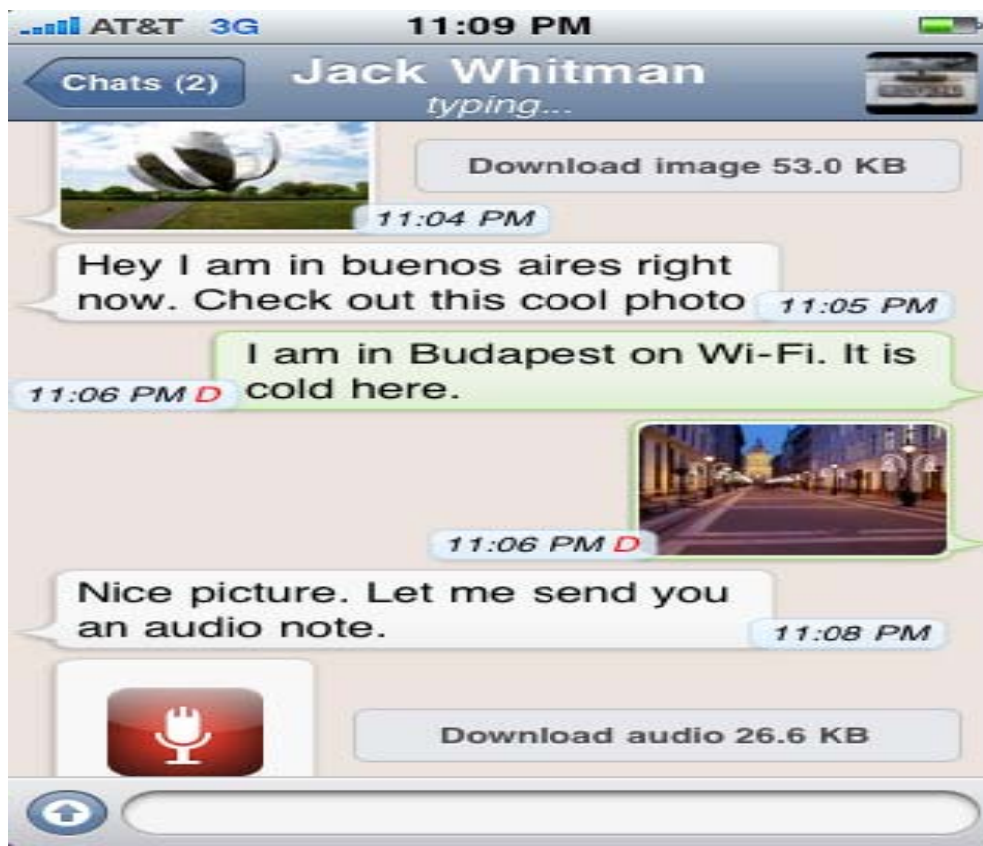 AT&T 3G 11:09 PM
Chats (2) Jack Whitman
typing...
Download image 53.0 KB
11:04 PM
Hey I am in buenos aires right
now. Check out this cool photo 11:05 PM
I am in Budapest on Wi-Fi. It is
11:06 PM D cold here.
11:06 PM D
Nice picture. Let me send you
an audio note. 11:08 PM
Download audio 26.6 KB